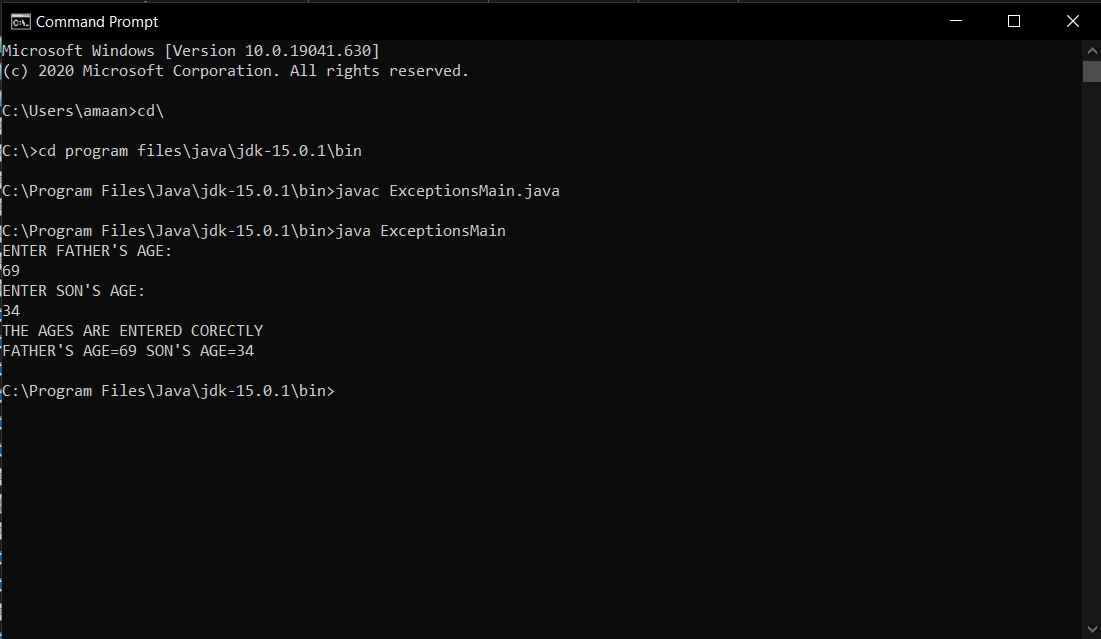 Command Prompt
Microsoft Windows [Version 10.0.19041.630]
(c) 2020 Microsoft Corporation. All rights reserved.
C:\Users\amaan>cd\
C:\>cd program files\java\jdk-15.0.1\bin
C:\Program Files\Java\jdk-15.0.1\bin>javac ExceptionsMain.java
C:\Program Files\Java\jdk-15.0.1\bin>java ExceptionsMain
ENTER FATHER'S AGE:
69
ENTER SON'S AGE:
34
THE AGES ARE ENTERED CORECTLY
FATHER'S AGE=69 SON'S AGE=34
C:\Program Files\Java\jdk-15.0.1\bin>